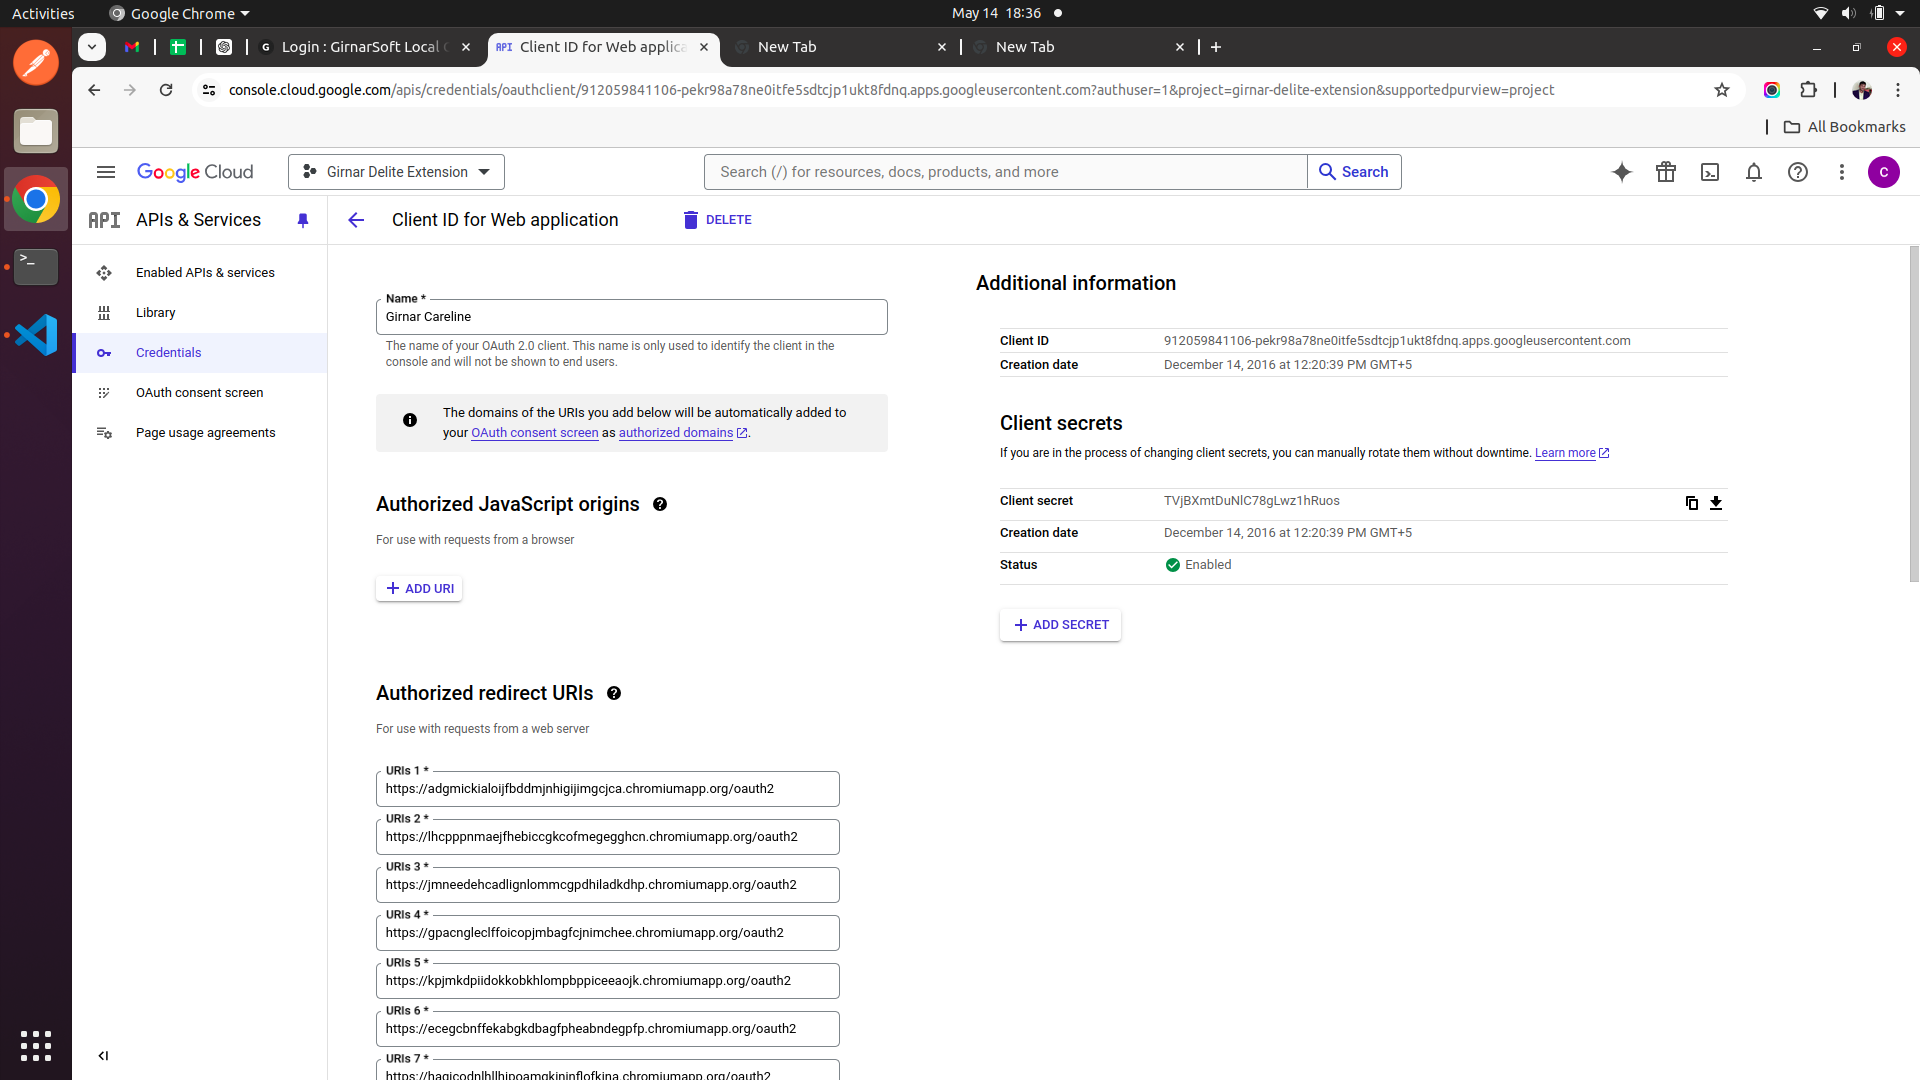 Activities
Google Chrome
May 14 18:36
Login : GirnarSoft Local
API Client ID for Web applica
New Tab
New Tab
console.cloud.google.com/apis/credentials/oauthclient/912059841106-pekr98a78ne0itfe5sdtcjp1ukt8fdnq.apps.googleusercontent.com?authuser=1&project=girnar-delite-extension&supportedpurview=project
All Bookmarks
Google Cloud
Girnar Delite Extension
Search (/) for resources, docs, products, and more
Search
C
API APIs & Services
Client ID for Web application
DELETE
Enabled APIs & services
Library
Credentials
OAuth consent screen
Page usage agreements
Name *
Girnar Careline
The name of your OAuth 2.0 client. This name is only used to identify the client in the
console and will not be shown to end users.
The domains of the URIs you add below will be automatically added to
your OAuth consent screen as authorized domains.
Authorized JavaScript origins
For use with requests from a browser
ADD URI
Authorized redirect URIs
For use with requests from a web server
URIs 1 *
https://adgmickialoijfbddmjnhigijimgcjca.chromiumapp.org/oauth2
URIs 2 *
https://lhcpppnmaejfhebiccgkcofmegegghcn.chromiumapp.org/oauth2
URIs 3 *
https://jmneedehcadlignlommcgpdhiladkdhp.chromiumapp.org/oauth2
URIs 4 *
https://gpacngleclffoicopjmbagfcjnimchee.chromiumapp.org/oauth2
URIs 5 *
https://kpjmkdpiidokkobkhlompbppiceeaojk.chromiumapp.org/oauth2
URIs 6 *
https://ecegcbnffekabgkdbagfpheabndegpfp.chromiumapp.org/oauth2
URIs 7 *
Additional information
Client ID 912059841106-pekr98a78ne0itfe5sdtcjp1ukt8fdnq.apps.googleusercontent.com
Creation date December 14, 2016 at 12:20:39 PM GMT+5
Client secrets
If you are in the process of changing client secrets, you can manually rotate them without downtime. Learn more
Client secret TVjBXmtDuNlC78gLwz1hRuos
Creation date December 14, 2016 at 12:20:39 PM GMT+5
Status Enabled
ADD SECRET